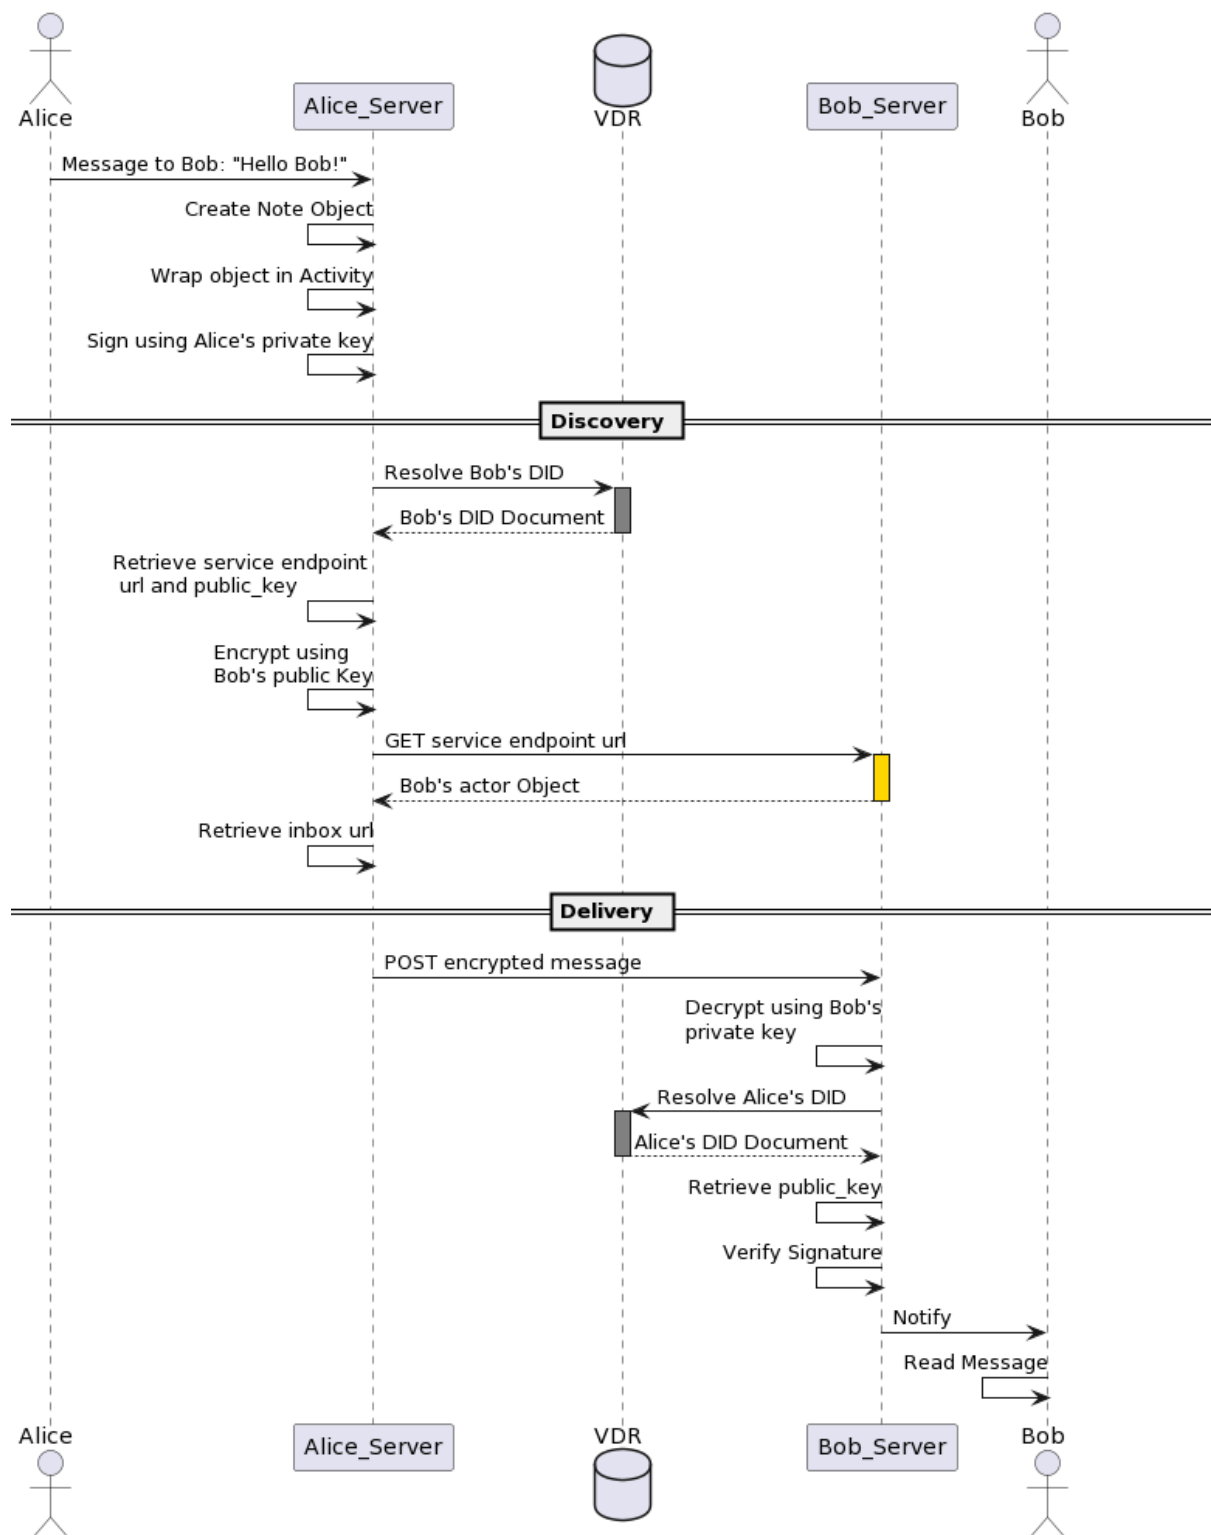 Alice
Alice_Server
VDR
Bob_Server
Bob
Message to Bob: "Hello Bob!"
Create Note Object
Wrap object in Activity
Sign using Alice's private key
Discovery
Resolve Bob's DID
Bob's DID Document
Retrieve service endpoint
url and public_key
Encrypt using
Bob's public Key
GET service endpoint url
Bob's actor Object
Retrieve inbox url
Delivery
POST encrypted message
Decrypt using Bob's
private key
Resolve Alice's DID
Alice's DID Document
Retrieve public_key
Verify Signature
Notify
Read Message
Alice
Alice_Server
VDR
Bob_Server
Bob